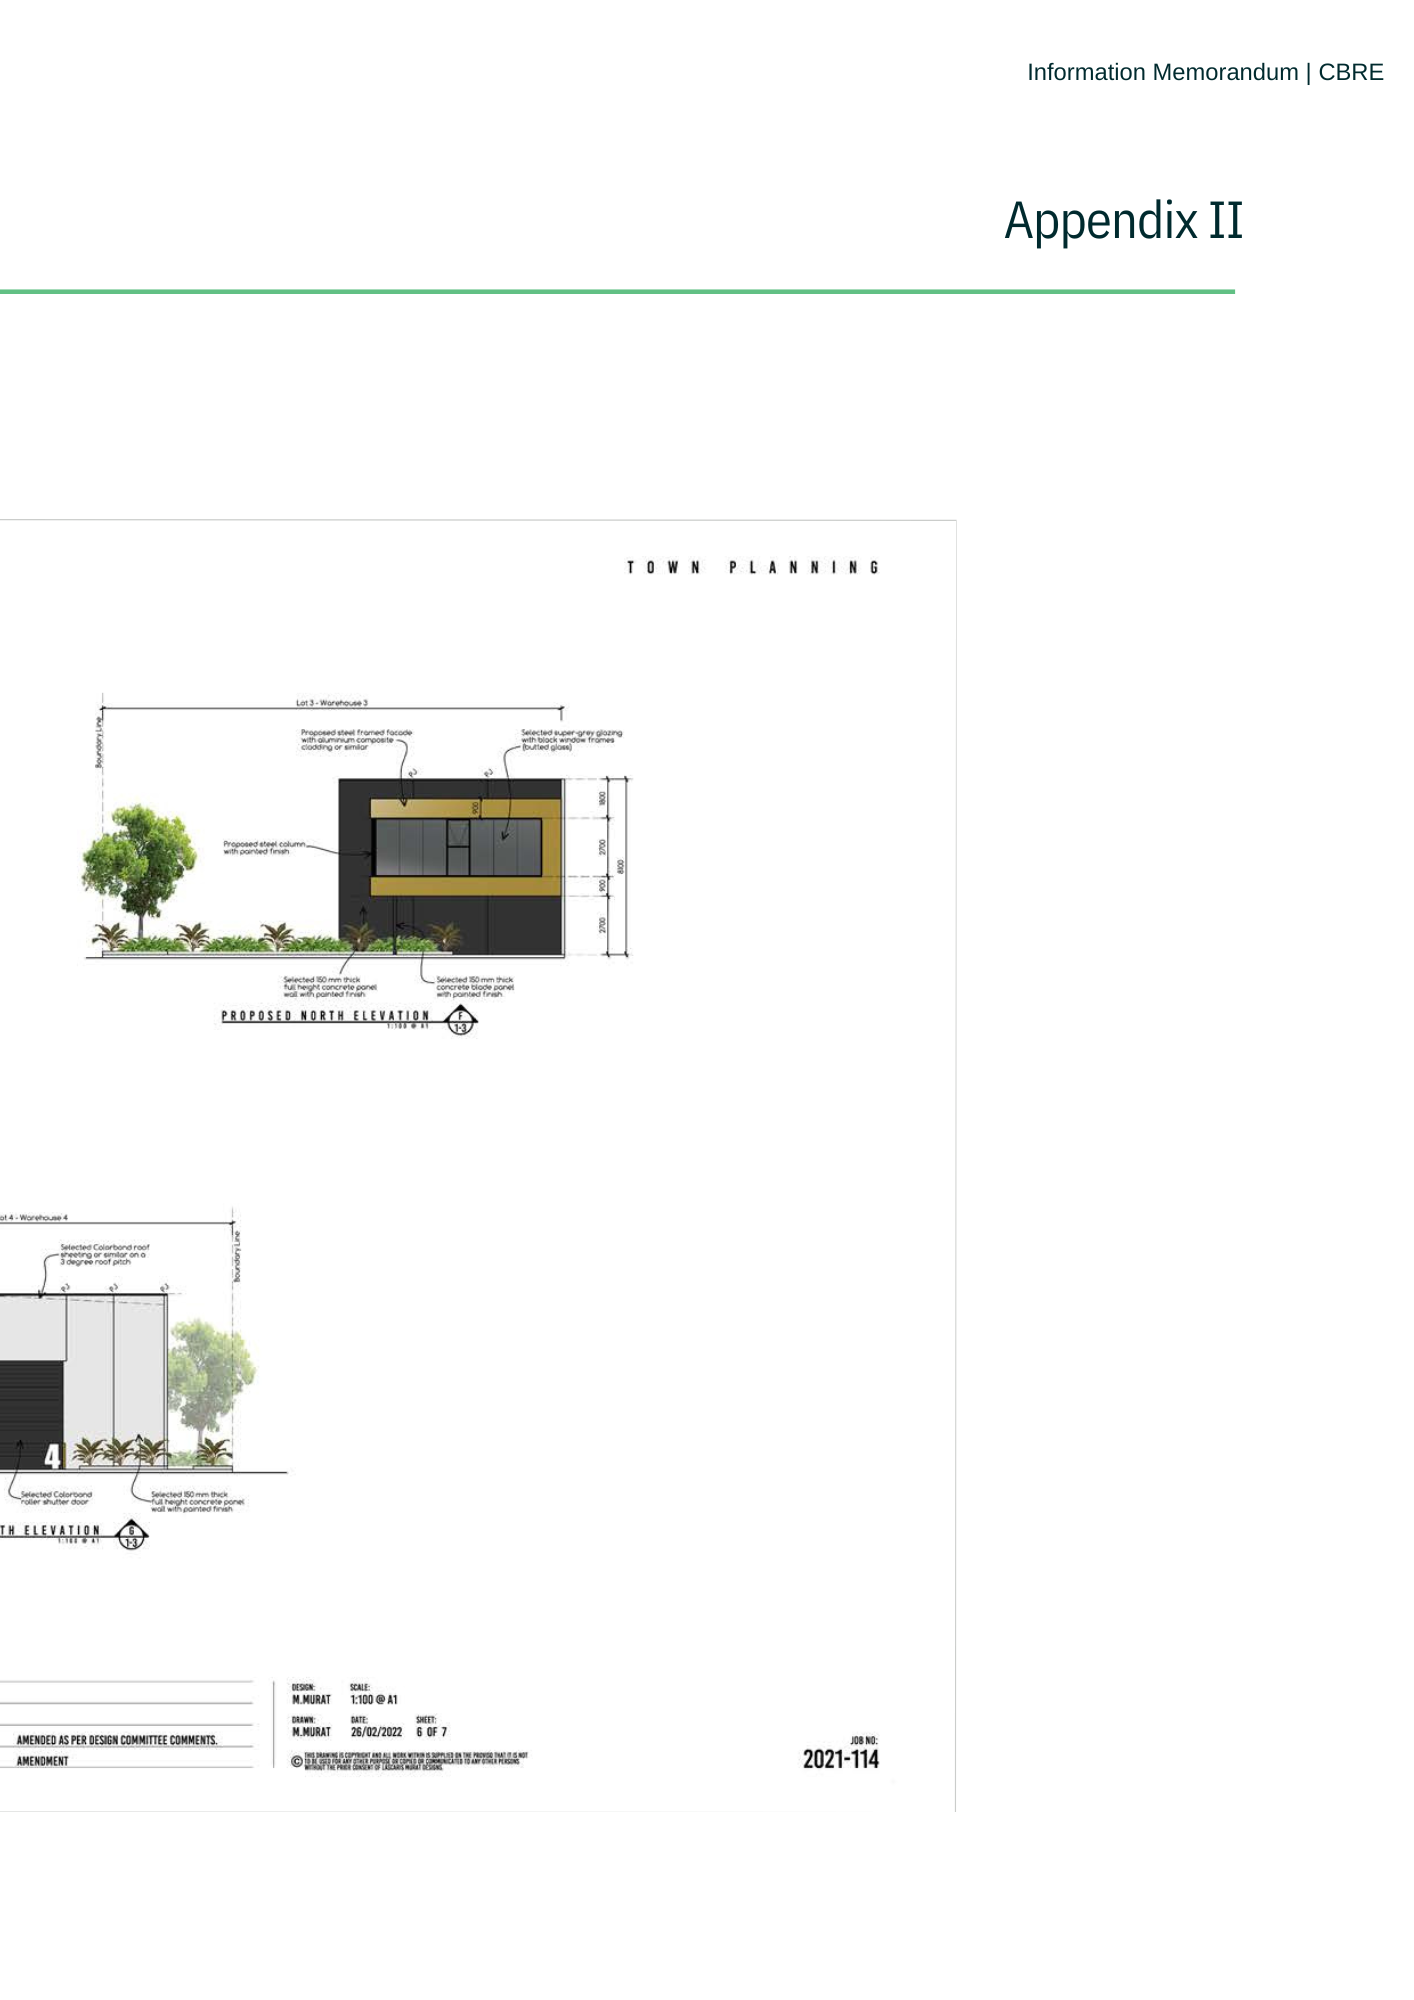 Information Memorandum | CBRE
Appendix II
TOWN PLANNING
Lot 3 - Warehouse 3
Boundary Line
Proposed steel framed facade
with aluminium composite
cladding or similar
Selected super-grey glazing
with black window frames
(butted glass)
PJ
PJ
900
1800
2700
900
2700
8100
Proposed steel column
with painted finish
Selected 150 mm thick
full height concrete panel
wall with painted finish
Selected 150 mm thick
concrete blade panel
with painted finish
PROPOSED NORTH ELEVATION
1:100 @ A1
F
1-3
ot 4 - Warehouse 4
Boundary Line
Selected Colorbond roof
sheeting or similar on a
3 degree roof pitch
PJ
PJ
PJ
4
Selected Colorbond
roller shutter door
Selected 150 mm thick
full height concrete panel
wall with painted finish
TH ELEVATION
1:100 @ A1
G
1-3
AMENDED AS PER DESIGN COMMITTEE COMMENTS.
AMENDMENT
DESIGN: SCALE:
M.MURAT 1:100 @ A1
DRAWN: DATE: SHEET:
M.MURAT 26/02/2022 6 OF 7
© THIS DRAWING IS COPYRIGHT AND ALL WORK WITHIN IS SUPPLIED ON THE PROVISO THAT IT IS NOT
TO BE USED FOR ANY OTHER PURPOSE OR COPIED OR COMMUNICATED TO ANY OTHER PERSONS
WITHOUT THE PRIOR CONSENT OF LASCARIS MURAT DESIGNS.
JOB NO:
2021-114